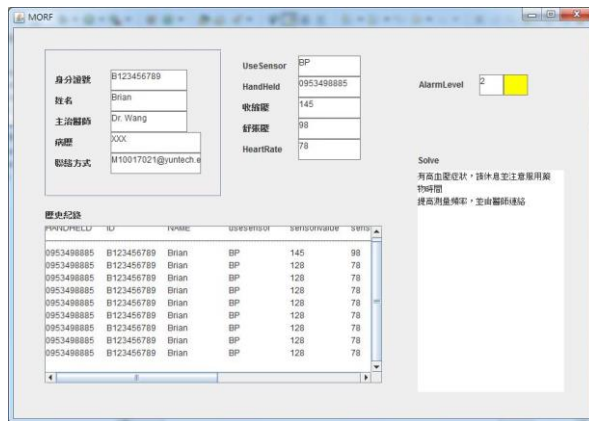 MORF
身分證號 B123456789
姓名 Brian
主治醫師 Dr. Wang
病歷 XXX
聯絡方式 M10017021@yuntech.e
UseSensor BP
HandHeld 0953498885
收縮壓 145
舒張壓 98
HeartRate 78
AlarmLevel 2
Solve
有高血壓症狀，請休息並注意服用藥
物時間
提高測量頻率，並由醫師連絡
歷史紀錄
HANDHELD ID NAME usesensor sensorvalue sens
0953498885 B123456789 Brian BP 145 98
0953498885 B123456789 Brian BP 128 78
0953498885 B123456789 Brian BP 128 78
0953498885 B123456789 Brian BP 128 78
0953498885 B123456789 Brian BP 128 78
0953498885 B123456789 Brian BP 128 78
0953498885 B123456789 Brian BP 128 78
0953498885 B123456789 Brian BP 128 78
0953498885 B123456789 Brian BP 128 78